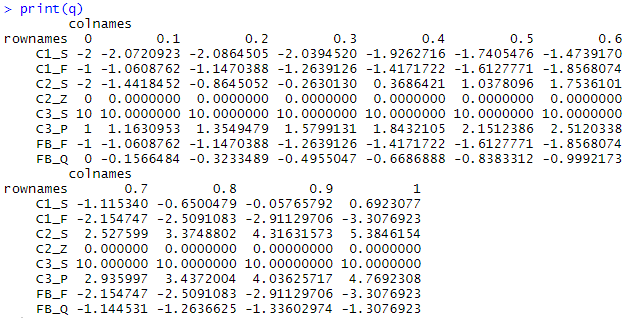 > print(q)
colnames
rownames 0 0.1 0.2 0.3 0.4 0.5 0.6
C1_S -2 -2.0720923 -2.0864505 -2.0394520 -1.9262716 -1.7405476 -1.4739170
C1_F -1 -1.0608762 -1.1470388 -1.2639126 -1.4171722 -1.6127771 -1.8568074
C2_S -2 -1.4418452 -0.8645052 -0.2630130 0.3686421 1.0378096 1.7536101
C2_Z 0 0.0000000 0.0000000 0.0000000 0.0000000 0.0000000 0.0000000
C3_S 10 10.0000000 10.0000000 10.0000000 10.0000000 10.0000000 10.0000000
C3_P 1 1.1630953 1.3549479 1.5799131 1.8432105 2.1512386 2.5120338
FB_F -1 -1.0608762 -1.1470388 -1.2639126 -1.4171722 -1.6127771 -1.8568074
FB_Q 0 -0.1566484 -0.3233489 -0.4955047 -0.6686888 -0.8383312 -0.9992173
colnames
rownames 0.7 0.8 0.9 1
C1_S -1.115340 -0.6500479 -0.05765792 0.6923077
C1_F -2.154747 -2.5091083 -2.91129706 -3.3076923
C2_S 2.527599 3.3748802 4.31631573 5.3846154
C2_Z 0.000000 0.0000000 0.00000000 0.0000000
C3_S 10.000000 10.0000000 10.00000000 10.0000000
C3_P 2.935997 3.4372004 4.03625717 4.7692308
FB_F -2.154747 -2.5091083 -2.91129706 -3.3076923
FB_Q -1.144531 -1.2636625 -1.33602974 -1.3076923